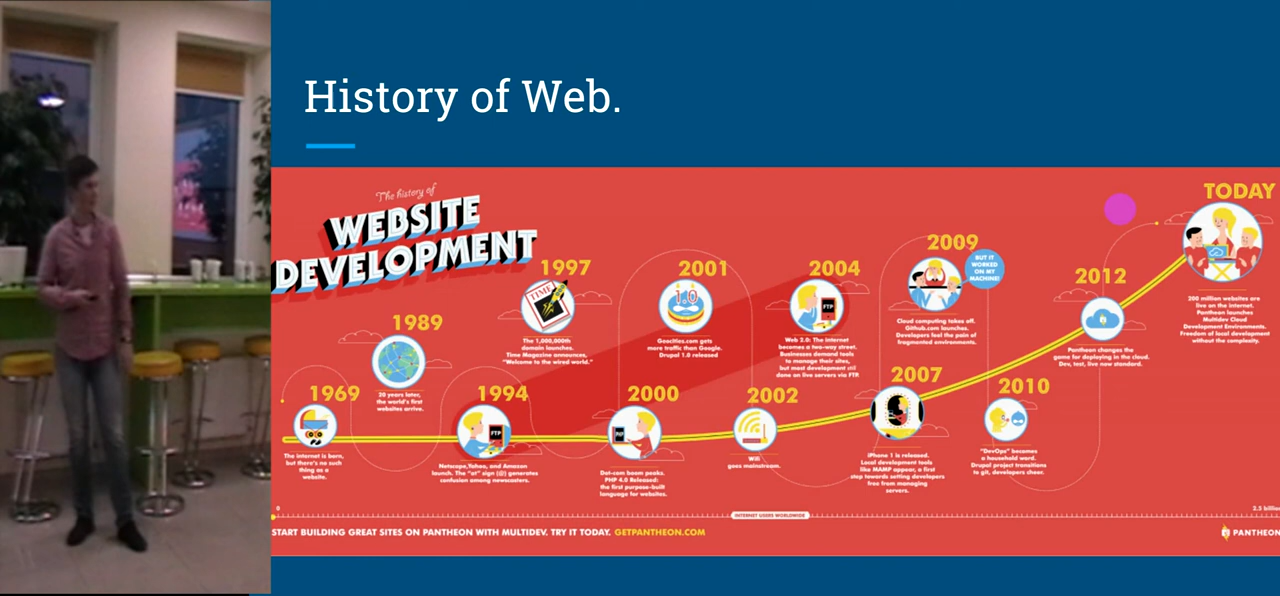 History of Web.
The history of
WEBSITE
DEVELOPMENT
1969
The internet is born,
but there's no such
thing as a
website.
1989
20 years later,
the world's first
websites arrive.
1994
FTP
Netscape, Yahoo, and Amazon
launch. The "at" sign (@) generates
confusion among newscasters.
1997
TIME
The 1,000,000th
domain launches.
Time Magazine announces,
"Welcome to the wired world."
2000
PHP
Dot-com boom peaks.
PHP 4.0 Released:
the first purpose-built
language for websites.
2001
1.0
Geocities.com gets
more traffic than Google.
Drupal 1.0 released
2002
Wifi
goes mainstream.
2004
FTP
Web 2.0: The internet
becomes a two-way street.
Businesses demand tools
to manage their sites,
but most development still
done on live servers via FTP.
2007
iPhone 1 is released.
Local development tools
like MAMP appear, a first
step towards setting developers
free from managing
servers.
2009
BUT IT
WORKED
ON MY
MACHINE!
Cloud computing takes off.
Github.com launches.
Developers feel the pain of
fragmented environments.
2010
"DevOps" becomes
a household word.
Drupal project transitions
to git, developers cheer.
2012
Pantheon changes the
game for deploying in the cloud.
Dev, test, live new standard.
TODAY
200 million websites are
live on the internet.
Pantheon launches
Multidev Cloud
Development Environments.
Freedom of local development
without the complexity.
0
INTERNET USERS WORLDWIDE
2.5 billion
START BUILDING GREAT SITES ON PANTHEON WITH MULTIDEV. TRY IT TODAY. GETPANTHEON.COM
PANTHEON